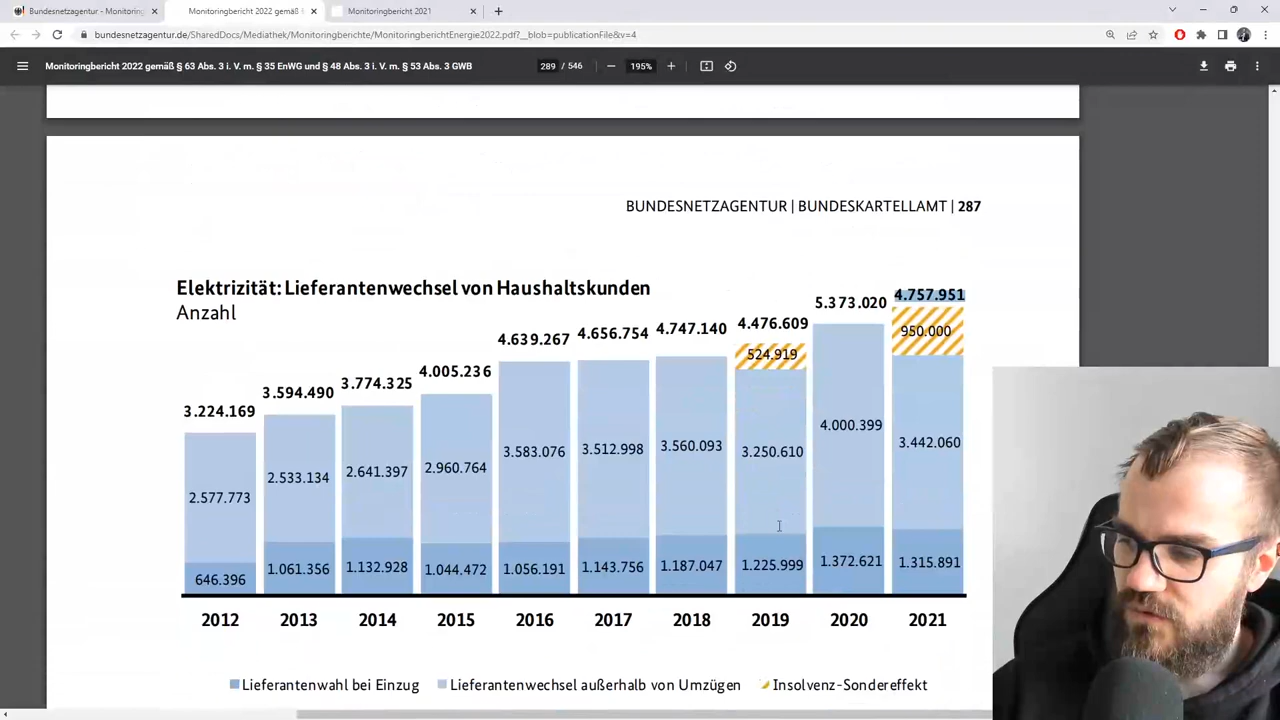 Bundesnetzagentur - Monitoring
Monitoringbericht 2022 gemäß §
Monitoringbericht 2021
bundesnetzagentur.de/SharedDocs/Mediathek/Monitoringberichte/MonitoringberichtEnergie2022.pdf?__blob=publicationFile&v=4
Monitoringbericht 2022 gemäß § 63 Abs. 3 i. V. m. § 35 EnWG und § 48 Abs. 3 i. V. m. § 53 Abs. 3 GWB
289 / 546
195%
BUNDESNETZAGENTUR | BUNDESKARTELLAMT | 287
Elektrizität: Lieferantenwechsel von Haushaltskunden
Anzahl
3.224.169 3.594.490 3.774.325 4.005.236 4.639.267 4.656.754 4.747.140 4.476.609 5.373.020 4.757.951
524.919 950.000
2.577.773 2.533.134 2.641.397 2.960.764 3.583.076 3.512.998 3.560.093 3.250.610 4.000.399 3.442.060
646.396 1.061.356 1.132.928 1.044.472 1.056.191 1.143.756 1.187.047 1.225.999 1.372.621 1.315.891
2012 2013 2014 2015 2016 2017 2018 2019 2020 2021
Lieferantenwahl bei Einzug Lieferantenwechsel außerhalb von Umzügen Insolvenz-Sondereffekt